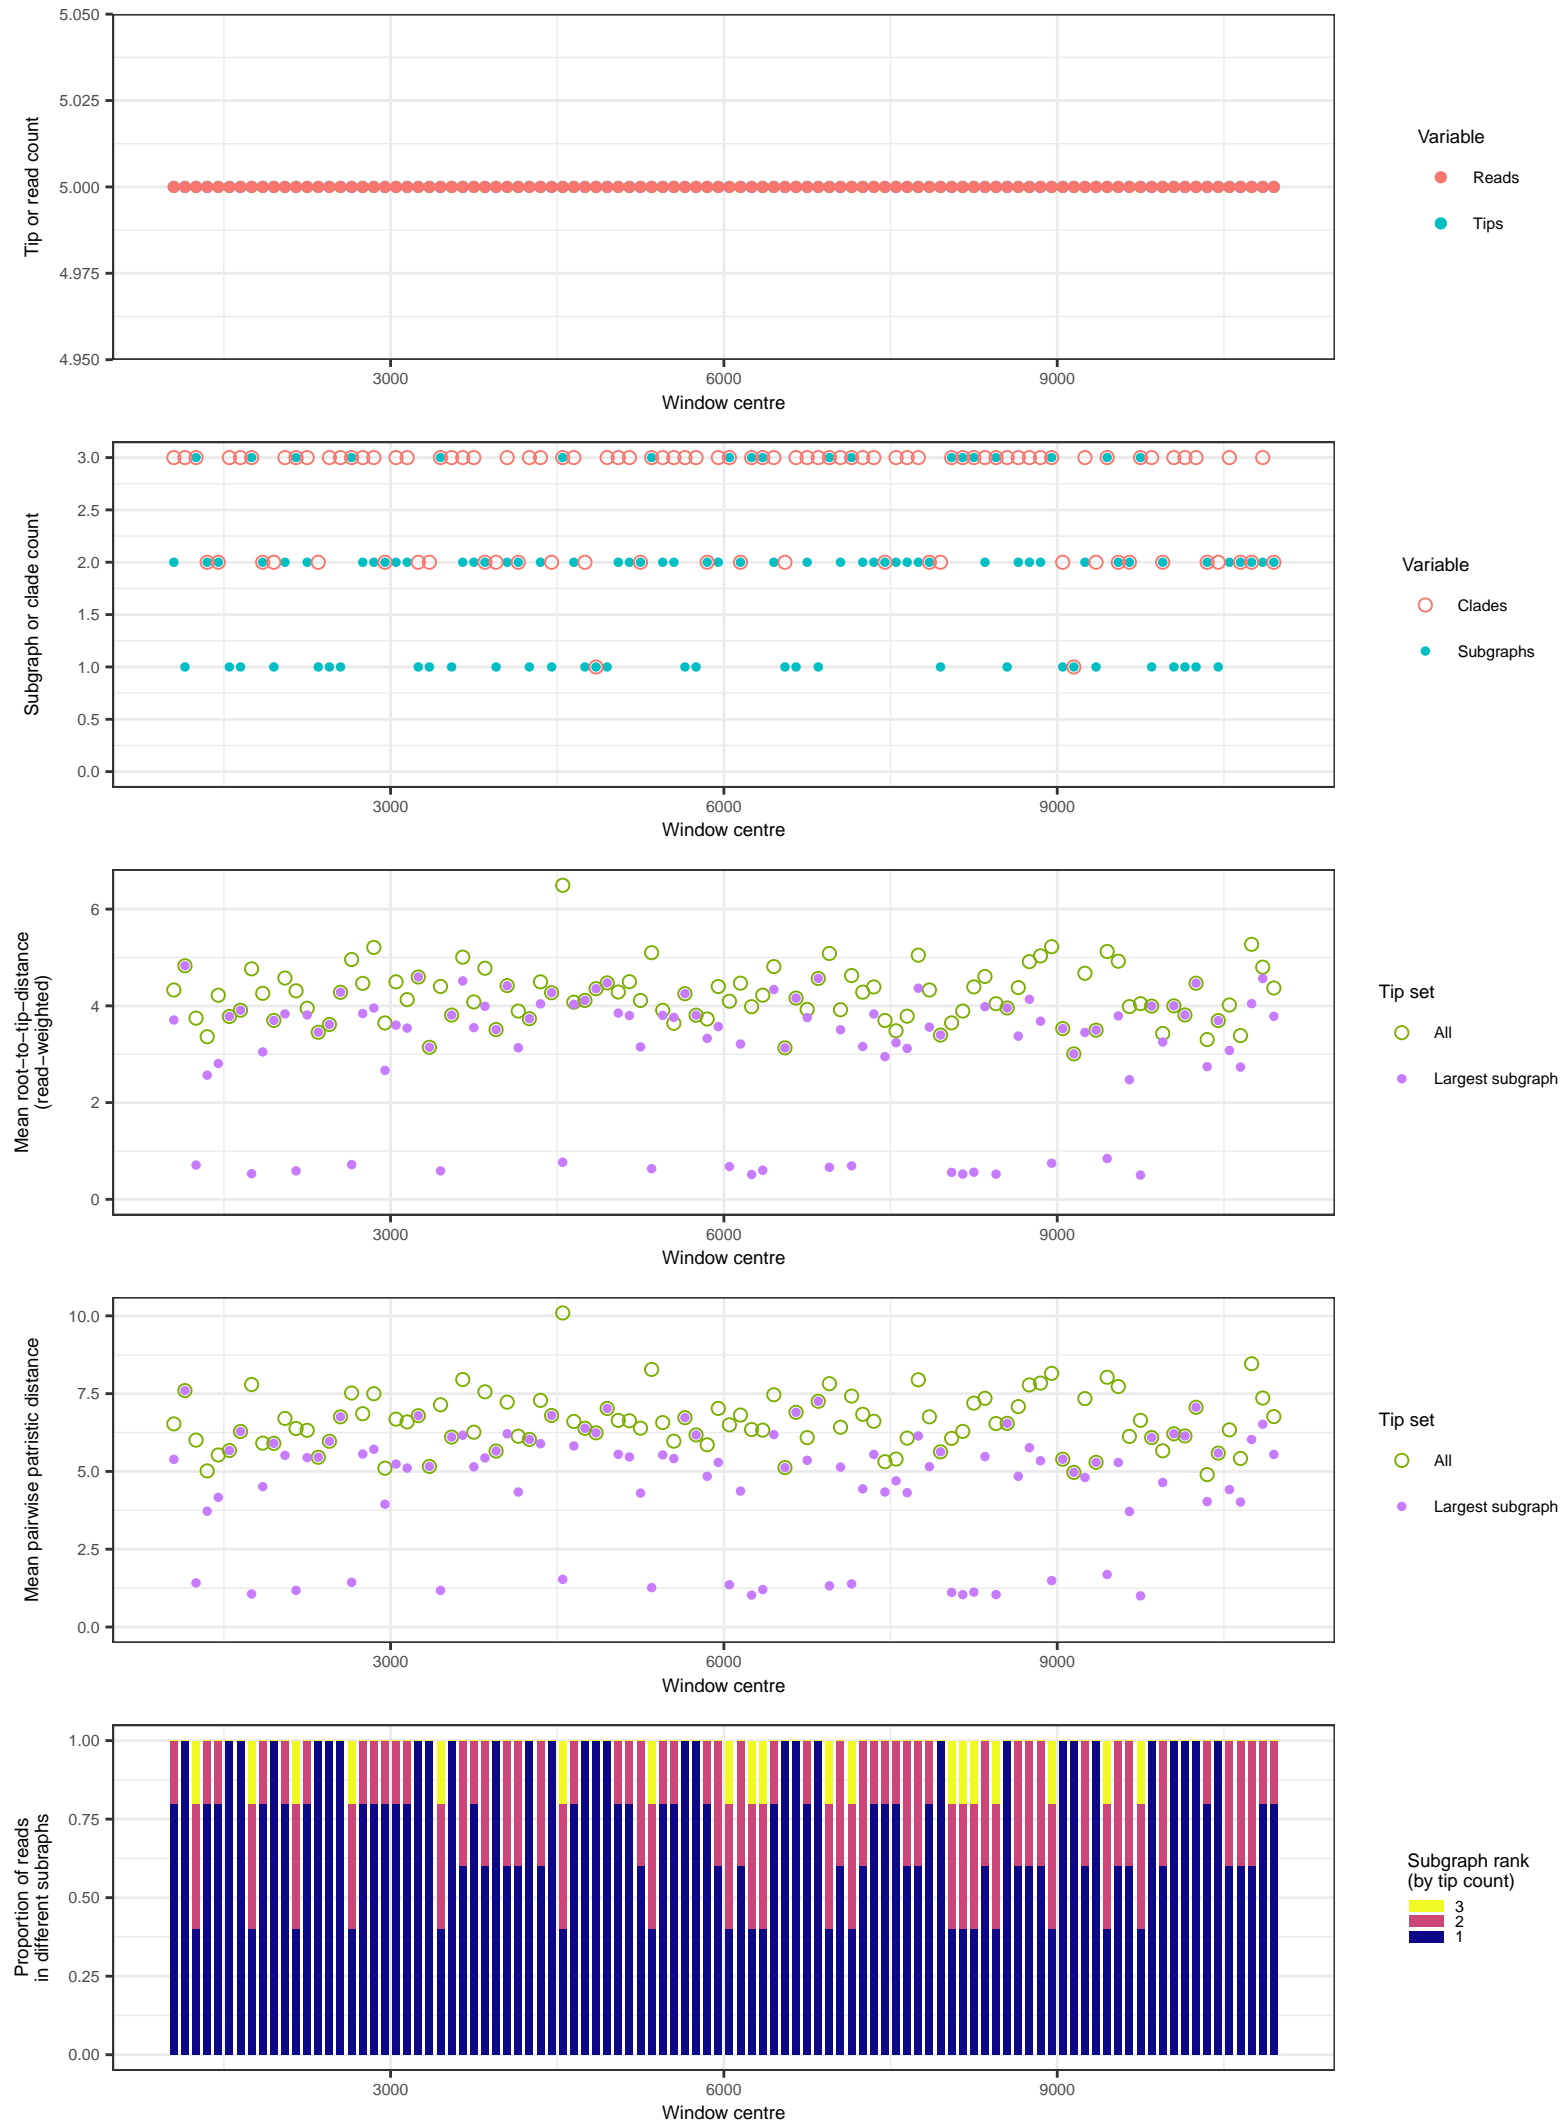 5.050
5.025
5.000
4.975
4.950
Tip or read count
3000
6000
9000
Window centre
Variable
Reads
Tips
3.0
2.5
2.0
1.5
1.0
0.5
0.0
Subgraph or clade count
3000
6000
9000
Window centre
Variable
Clades
Subgraphs
6
4
2
0
Mean root−to−tip−distance
(read−weighted)
3000
6000
9000
Window centre
Tip set
All
Largest subgraph
10.0
7.5
5.0
2.5
0.0
Mean pairwise patristic distance
3000
6000
9000
Window centre
Tip set
All
Largest subgraph
1.00
0.75
0.50
0.25
0.00
Proportion of reads
in different subraphs
3000
6000
9000
Window centre
Subgraph rank
(by tip count)
3
2
1